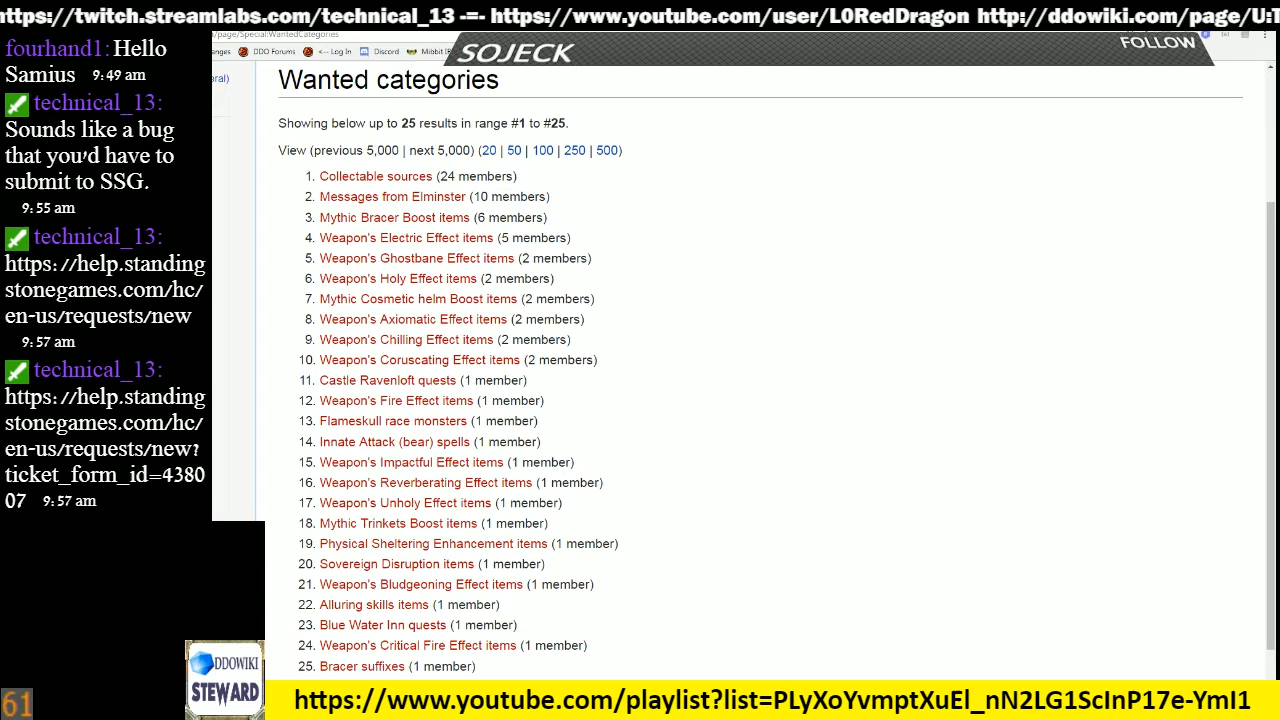 https://twitch.streamlabs.com/technical_13 -=- https://www.youtube.com/user/L0RedDragon http://ddowiki.com/page/U:T
fourhand1: Hello
Samius 9:49 am
technical_13:
Sounds like a bug
that you'd have to
submit to SSG.
9:55 am
technical_13:
https://help.standing
stonegames.com/hc/
en-us/requests/new
9:57 am
technical_13:
https://help.standing
stonegames.com/hc/
en-us/requests/new?
ticket_form_id=4380
07 9:57 am
/page/Special:WantedCategories
anges DDO Forums <-- Log In Discord Mibbit
SOJECK
FOLLOW
Wanted categories
Showing below up to 25 results in range #1 to #25.
View (previous 5,000 | next 5,000) (20 | 50 | 100 | 250 | 500)
1. Collectable sources (24 members)
2. Messages from Elminster (10 members)
3. Mythic Bracer Boost items (6 members)
4. Weapon's Electric Effect items (5 members)
5. Weapon's Ghostbane Effect items (2 members)
6. Weapon's Holy Effect items (2 members)
7. Mythic Cosmetic helm Boost items (2 members)
8. Weapon's Axiomatic Effect items (2 members)
9. Weapon's Chilling Effect items (2 members)
10. Weapon's Coruscating Effect items (2 members)
11. Castle Ravenloft quests (1 member)
12. Weapon's Fire Effect items (1 member)
13. Flameskull race monsters (1 member)
14. Innate Attack (bear) spells (1 member)
15. Weapon's Impactful Effect items (1 member)
16. Weapon's Reverberating Effect items (1 member)
17. Weapon's Unholy Effect items (1 member)
18. Mythic Trinkets Boost items (1 member)
19. Physical Sheltering Enhancement items (1 member)
20. Sovereign Disruption items (1 member)
21. Weapon's Bludgeoning Effect items (1 member)
22. Alluring skills items (1 member)
23. Blue Water Inn quests (1 member)
24. Weapon's Critical Fire Effect items (1 member)
25. Bracer suffixes (1 member)
DDOWIKI
STEWARD
61
https://www.youtube.com/playlist?list=PLyXoYvmptXuEl_nN2LG1ScInP17e-YmI1